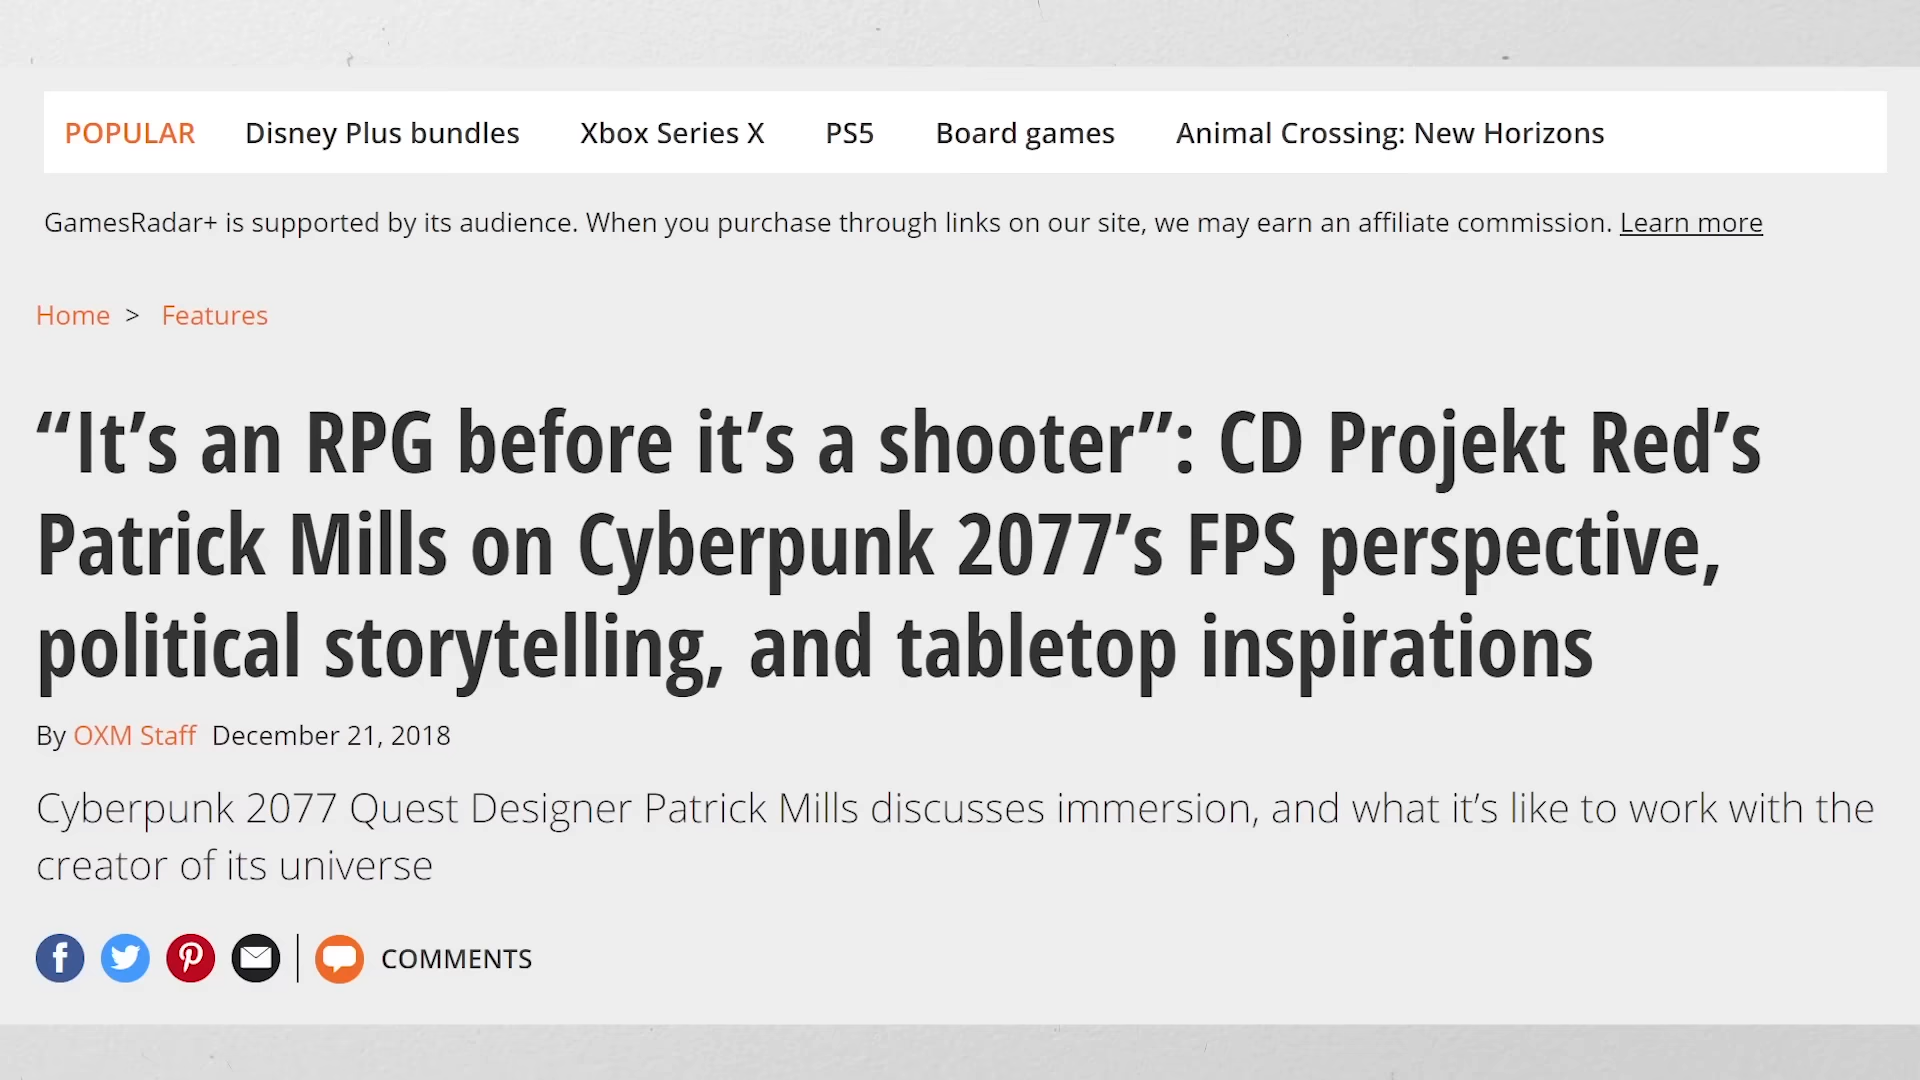 POPULAR Disney Plus bundles Xbox Series X PS5 Board games Animal Crossing: New Horizons
GamesRadar+ is supported by its audience. When you purchase through links on our site, we may earn an affiliate commission. Learn more
Home > Features
“It’s an RPG before it’s a shooter”: CD Projekt Red’s
Patrick Mills on Cyberpunk 2077’s FPS perspective,
political storytelling, and tabletop inspirations
By OXM Staff December 21, 2018
Cyberpunk 2077 Quest Designer Patrick Mills discusses immersion, and what it’s like to work with the
creator of its universe
COMMENTS